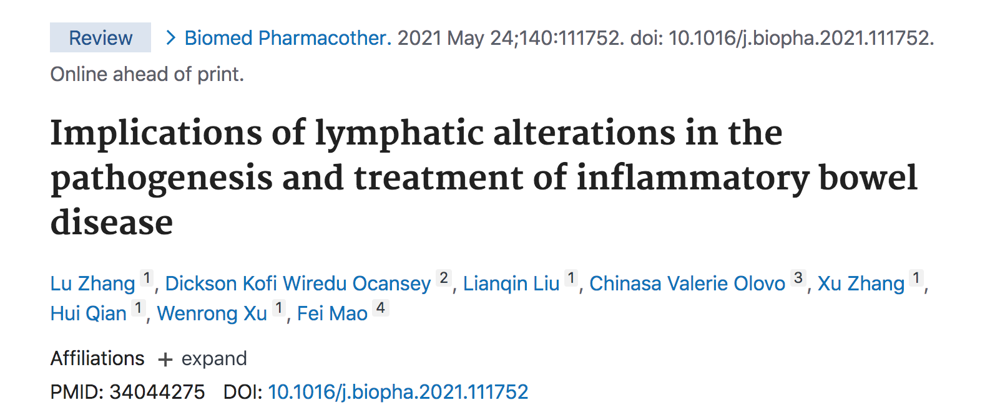 Review > Biomed Pharmacother. 2021 May 24;140:111752. doi: 10.1016/j.biopha.2021.111752.
Online ahead of print.
Implications of lymphatic alterations in the
pathogenesis and treatment of inflammatory bowel
disease
Lu Zhang 1, Dickson Kofi Wiredu Ocansey 2, Lianqin Liu 1, Chinasa Valerie Olovo 3, Xu Zhang 1,
Hui Qian 1, Wenrong Xu 1, Fei Mao 4
Affiliations + expand
PMID: 34044275 DOI: 10.1016/j.biopha.2021.111752